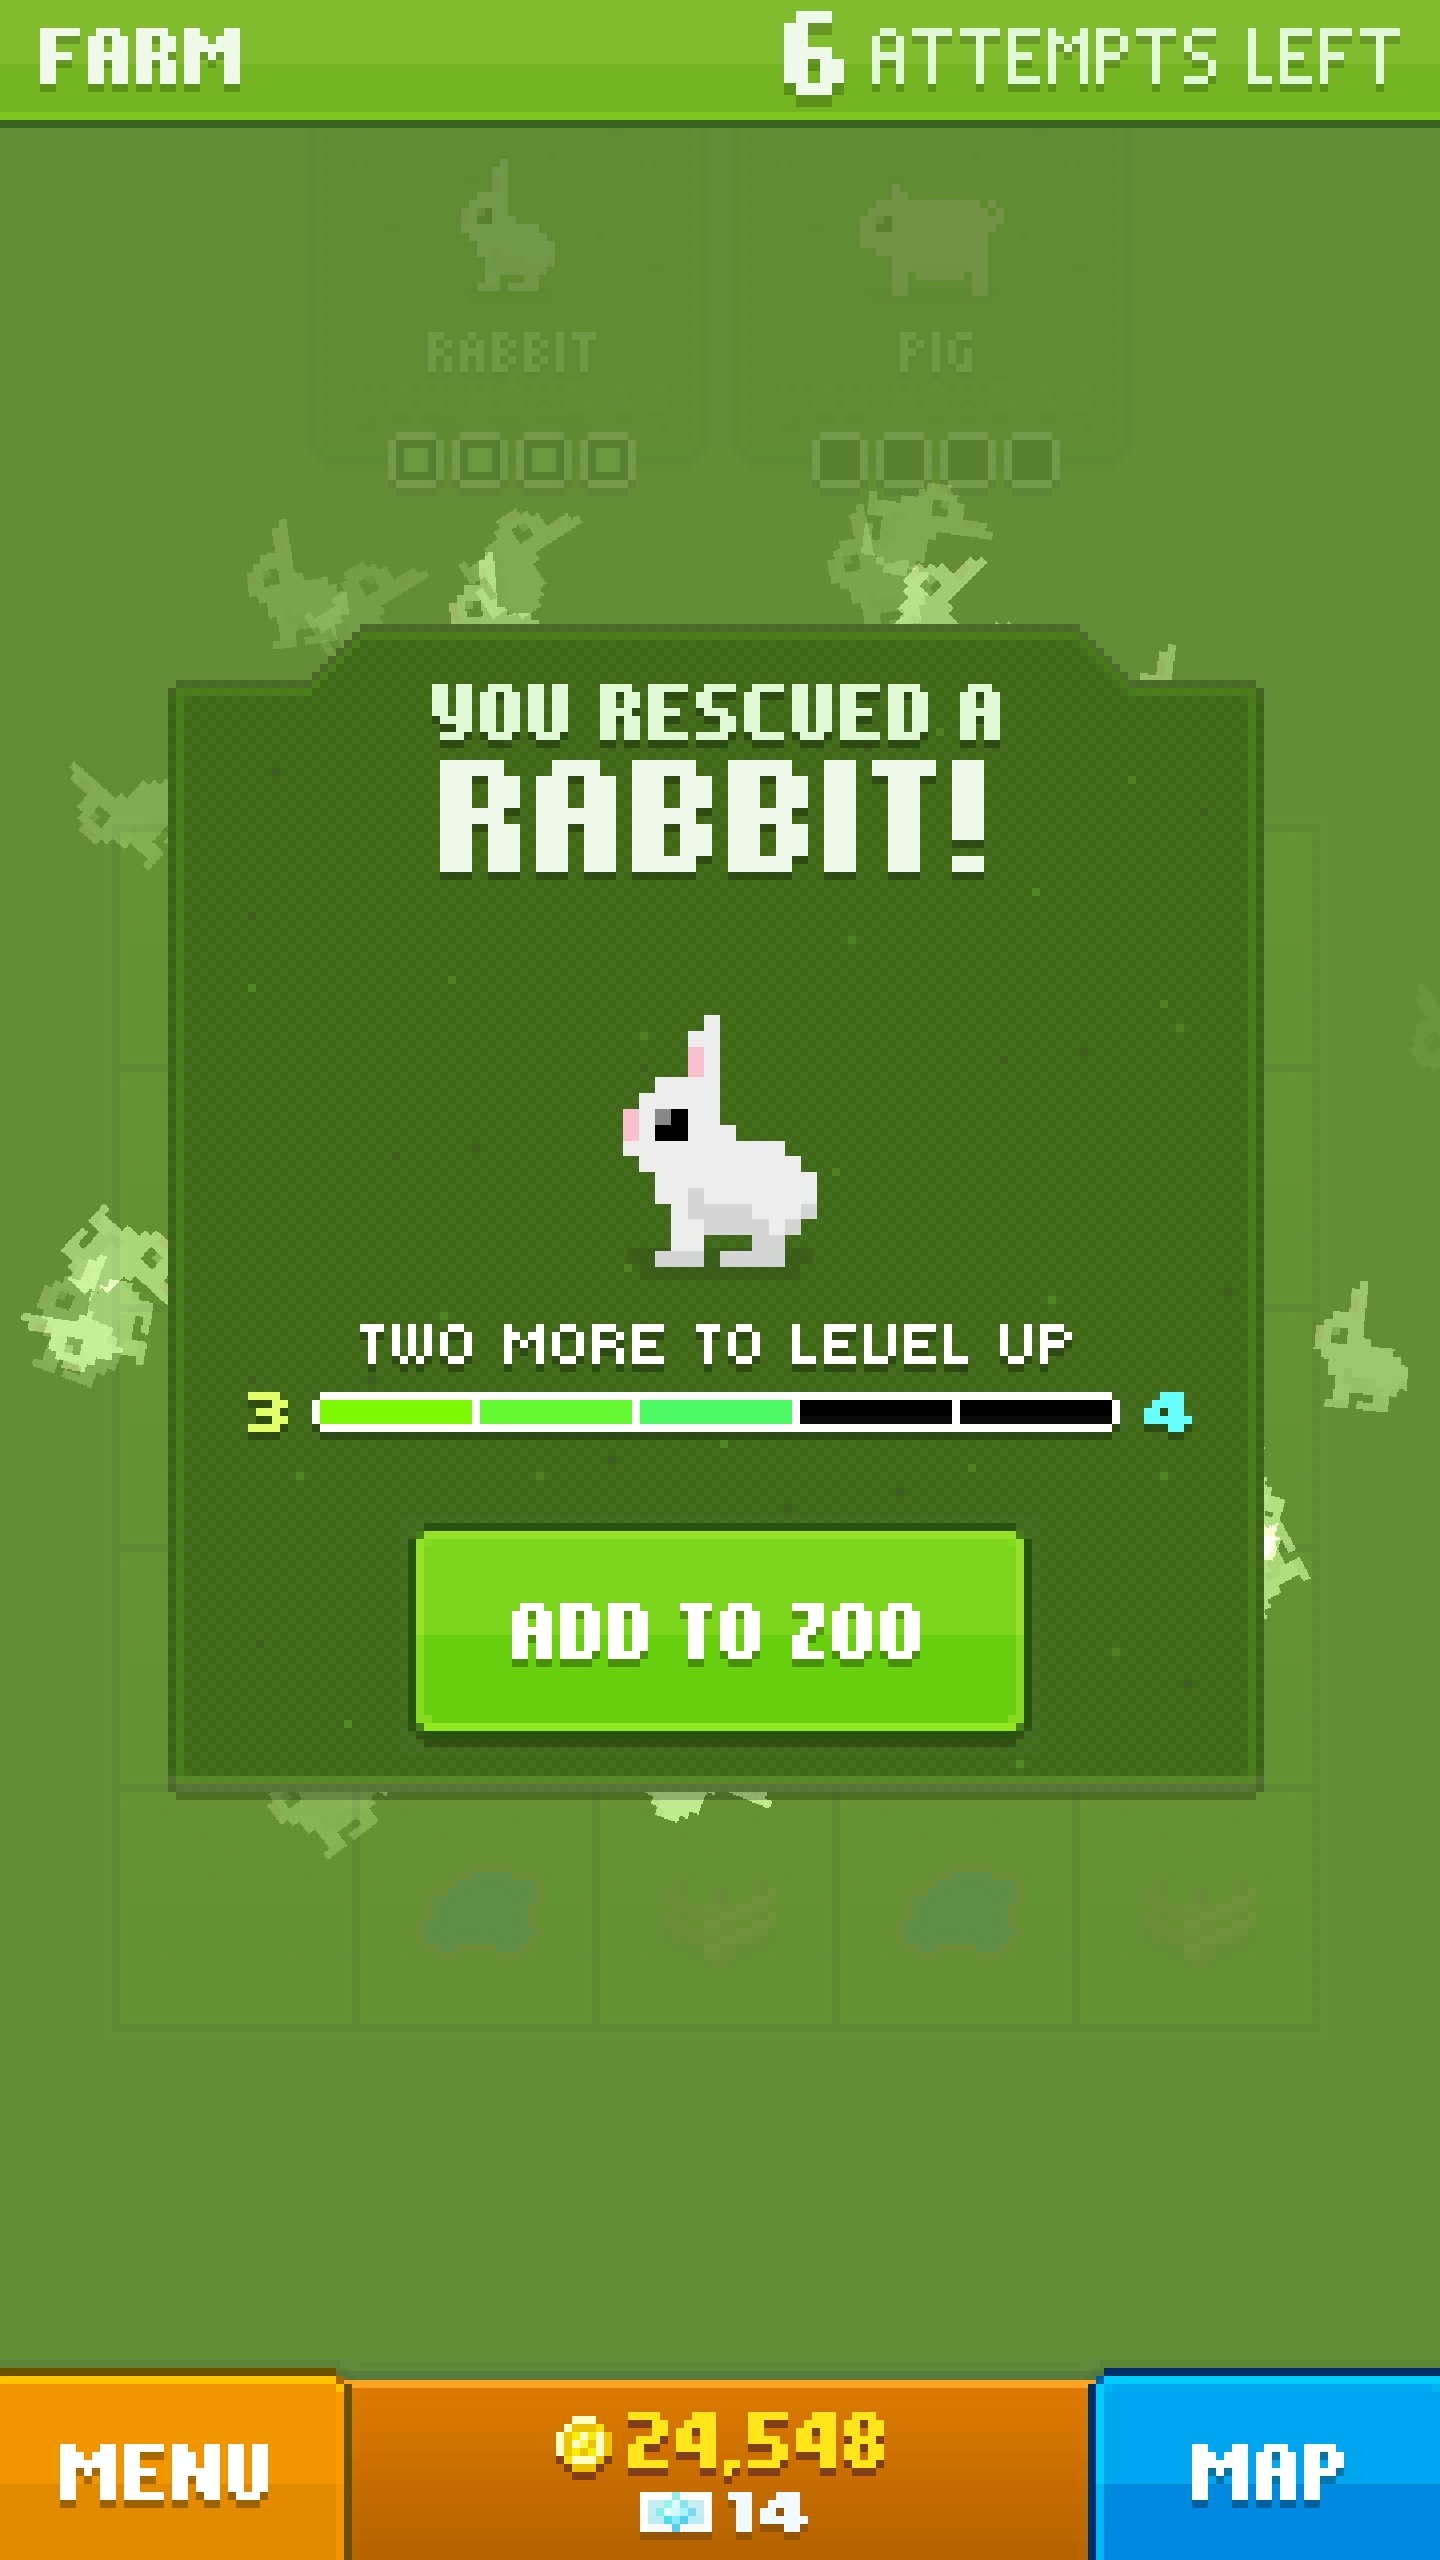 FARM
6 ATTEMPTS LEFT
RABBIT
PIG
YOU RESCUED A
RABBIT!
TWO MORE TO LEVEL UP
3
4
ADD TO ZOO
MENU
24,548
14
MAP